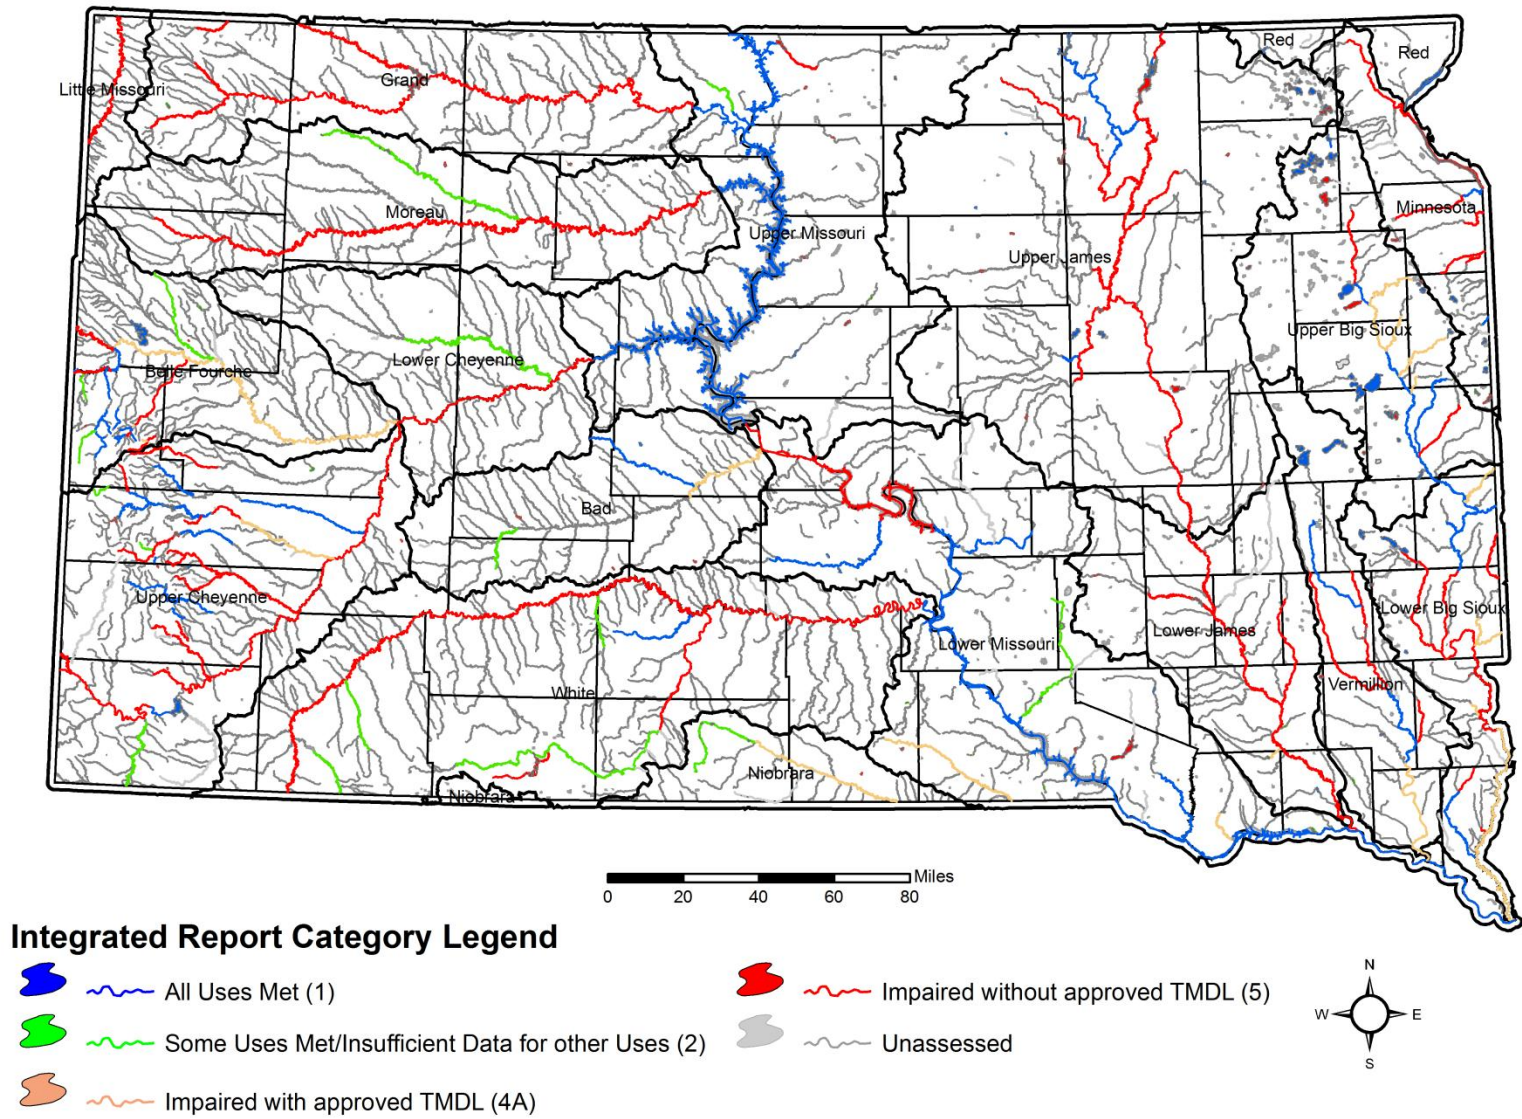 Red
Red
Grand
Little Missouri
Moreau
Minnesota
Upper Missouri
Upper James
Upper Big Sioux
Lower Cheyenne
Belle Fourche
Bad
Upper Cheyenne
Lower Big Sioux
Lower James
Lower Missouri
White
Vermillion
Niobrara
Niobrara
Miles
0 20 40 60 80
Integrated Report Category Legend
All Uses Met (1)
Impaired without approved TMDL (5)
Some Uses Met/Insufficient Data for other Uses (2)
Unassessed
Impaired with approved TMDL (4A)
N
W E
S